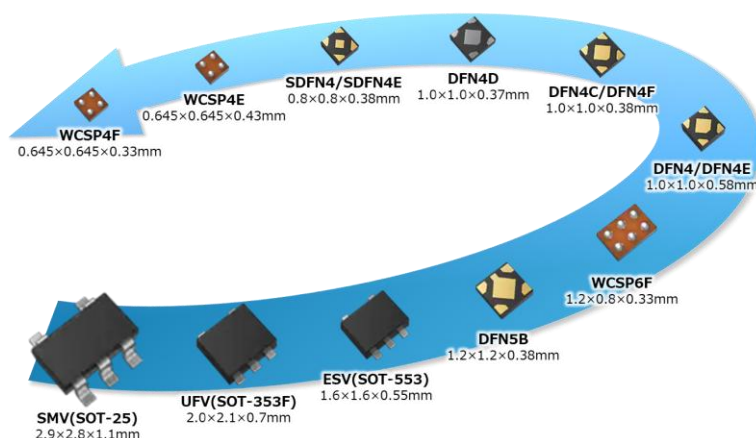 SDFN4/SDFN4E
0.8×0.8×0.38mm
DFN4D
1.0×1.0×0.37mm
DFN4C/DFN4F
1.0×1.0×0.38mm
WCSP4E
0.645×0.645×0.43mm
WCSP4F
0.645×0.645×0.33mm
DFN4/DFN4E
1.0×1.0×0.58mm
WCSP6F
1.2×0.8×0.33mm
DFN5B
1.2×1.2×0.38mm
ESV(SOT-553)
1.6×1.6×0.55mm
UFV(SOT-353F)
2.0×2.1×0.7mm
SMV(SOT-25)
2.9×2.8×1.1mm